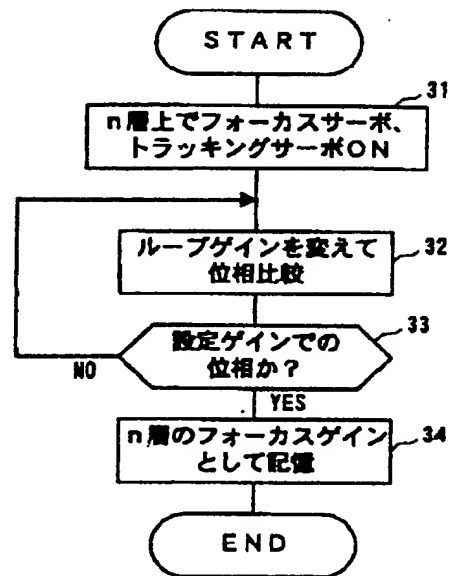 START
31
n層上でフォーカスサーボ、
トラッキングサーボON
ループゲインを変えて
位相比較
32
設定ゲインでの
位相か?
33
NO
YES
n層のフォーカスゲイン
として記憶
34
END